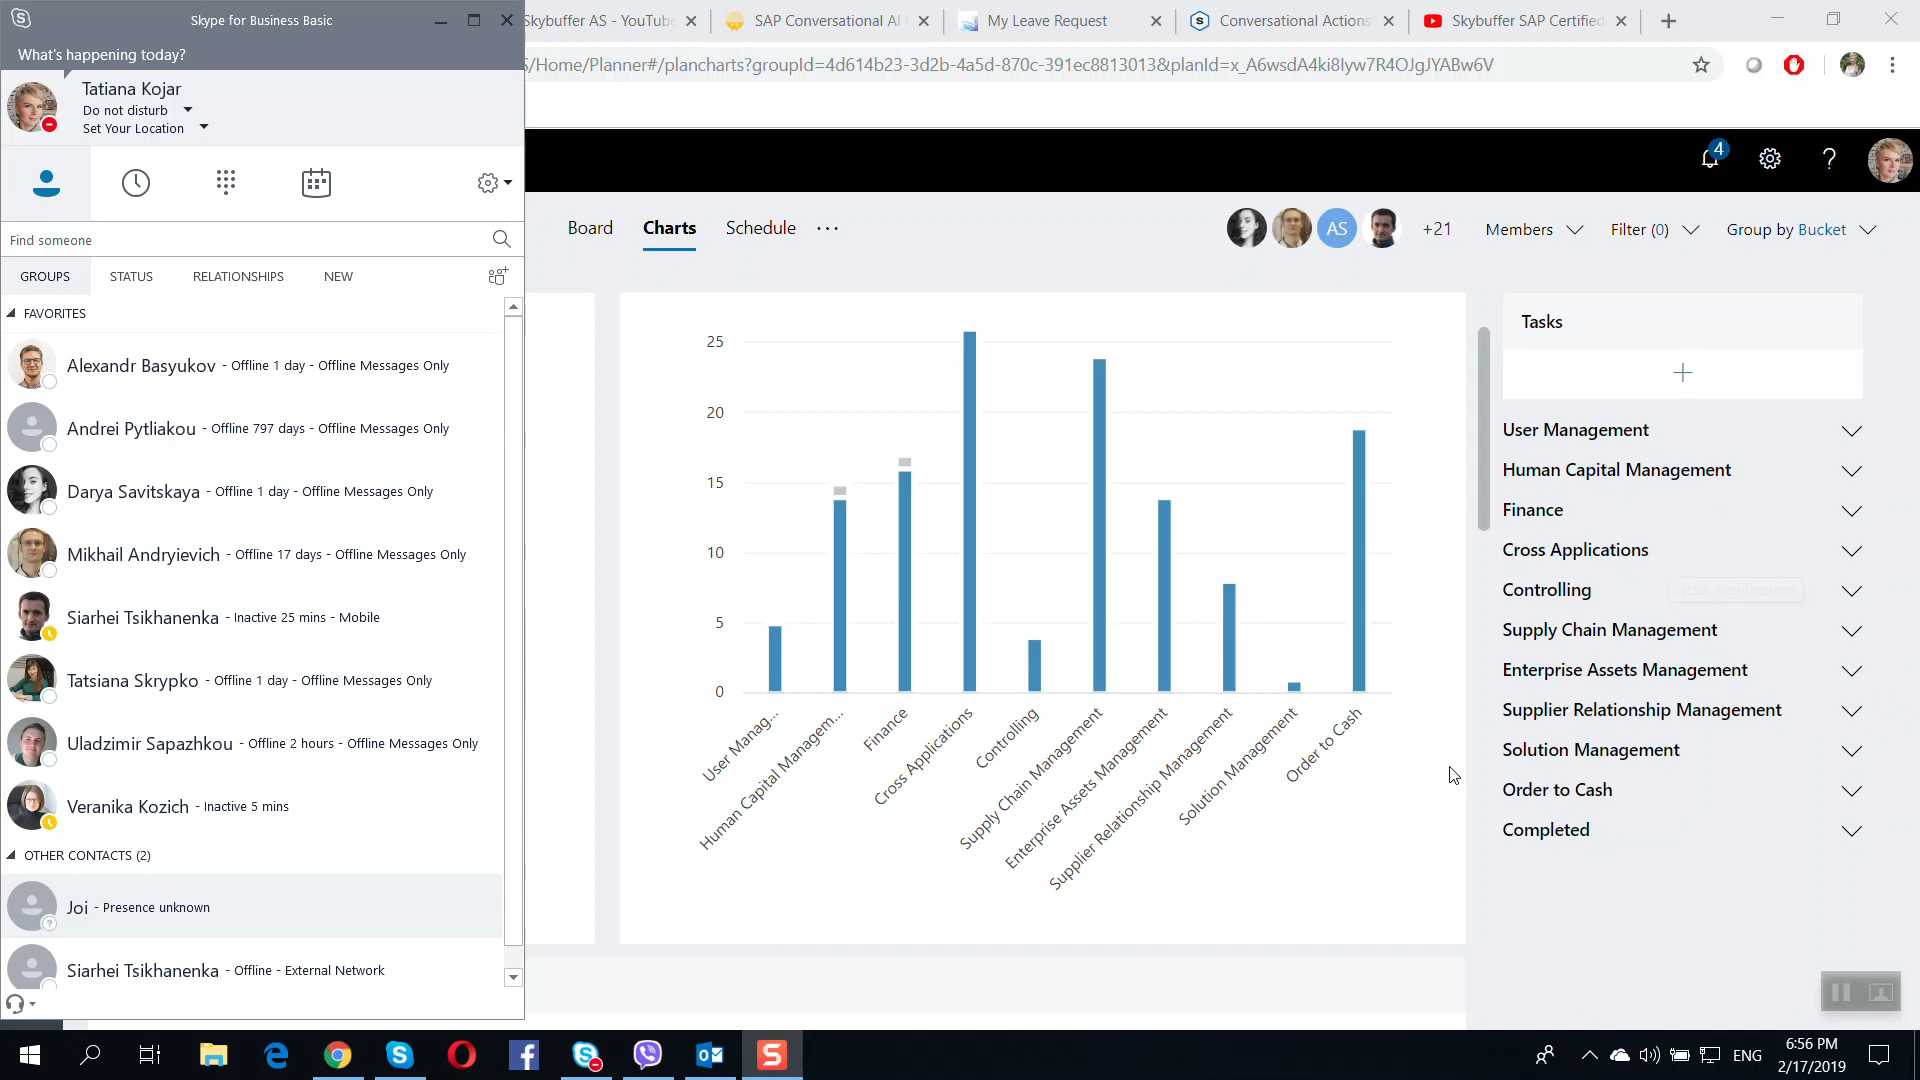 Skype for Business Basic
What's happening today?
Tatiana Kojar
Do not disturb
Set Your Location
Find someone
GROUPS
STATUS
RELATIONSHIPS
NEW
FAVORITES
Alexandr Basyukov - Offline 1 day - Offline Messages Only
Andrei Pytliakou - Offline 797 days - Offline Messages Only
Darya Savitskaya - Offline 1 day - Offline Messages Only
Mikhail Andryievich - Offline 17 days - Offline Messages Only
Siarhei Tsikhanenka - Inactive 25 mins - Mobile
Tatsiana Skrypko - Offline 1 day - Offline Messages Only
Uladzimir Sapazhkou - Offline 2 hours - Offline Messages Only
Veranika Kozich - Inactive 5 mins
OTHER CONTACTS (2)
Joi - Presence unknown
Siarhei Tsikhanenka - Offline - External Network
Skybuffer AS - YouTube
SAP Conversational AI
My Leave Request
Conversational Actions
Skybuffer SAP Certified
S/Home/Planner#/plancharts?groupId=4d614b23-3d2b-4a5d-870c-391ec8813013&planId=
4
?
Board
Charts
Schedule
AS
+21
Members
Filter (0)
Group by Bucket
25
20
15
10
5
0
User Manag...
Human Capital Managem...
Finance
Cross Applications
Controlling
Supply Chain Management
Enterprise Assets Management
Supplier Relationship Management
Solution Management
Order to Cash
Tasks
User Management
Human Capital Management
Finance
Cross Applications
Controlling
Supply Chain Management
Enterprise Assets Management
Supplier Relationship Management
Solution Management
Order to Cash
Completed
ENG
6:56 PM
2/17/2019